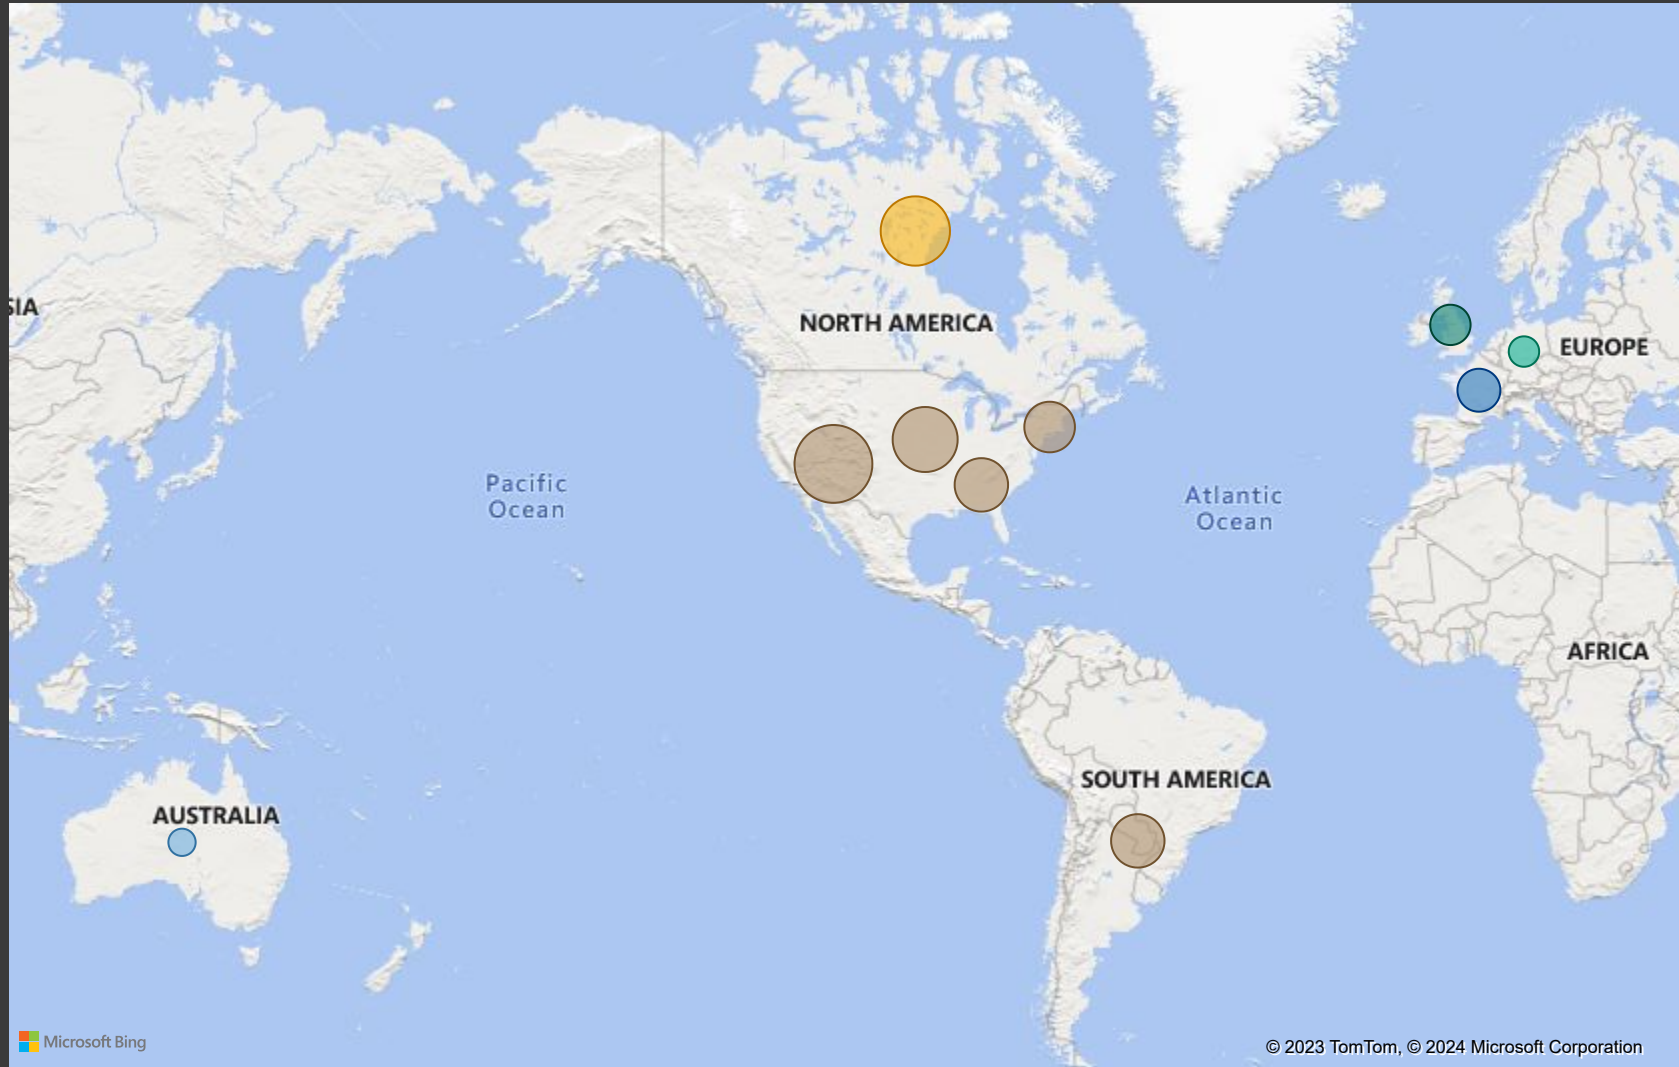 SIA
NORTH AMERICA
EUROPE
Pacific
Ocean
Atlantic
Ocean
AFRICA
SOUTH AMERICA
AUSTRALIA
Microsoft Bing
© 2023 TomTom, © 2024 Microsoft Corporation